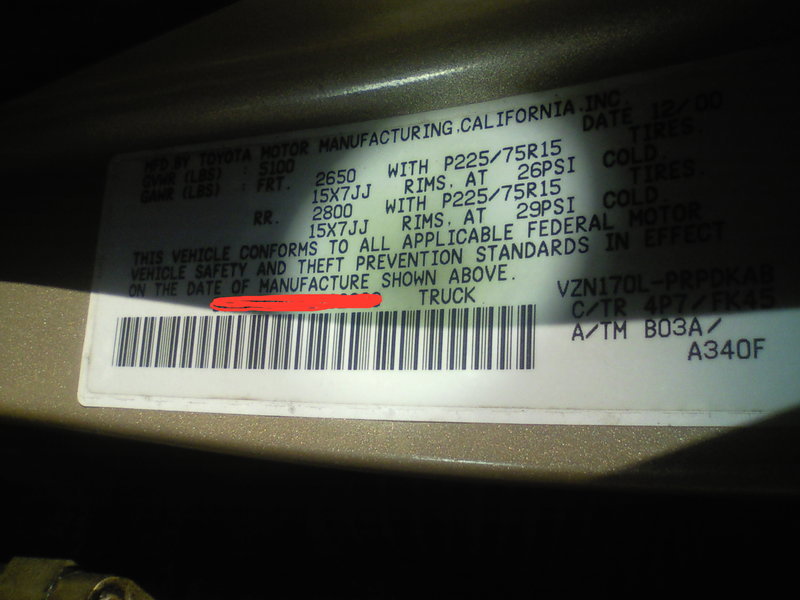 MFD.BY TOYOTA MOTOR MANUFACTURING,CALIFORNIA,INC.
DATE 12/00
GVWR (LBS) : 5100
GAWR (LBS) : FRT. 2650 WITH P225/75R15 TIRES.
15X7JJ RIMS, AT 26PSI COLD.
RR. 2800 WITH P225/75R15 TIRES.
15X7JJ RIMS, AT 29PSI COLD.
THIS VEHICLE CONFORMS TO ALL APPLICABLE FEDERAL MOTOR
VEHICLE SAFETY AND THEFT PREVENTION STANDARDS IN EFFECT
ON THE DATE OF MANUFACTURE SHOWN ABOVE.
TRUCK
VZN170L-PRPDKAB
C/TR 4P7/FK45
A/TM B03A/
A340F